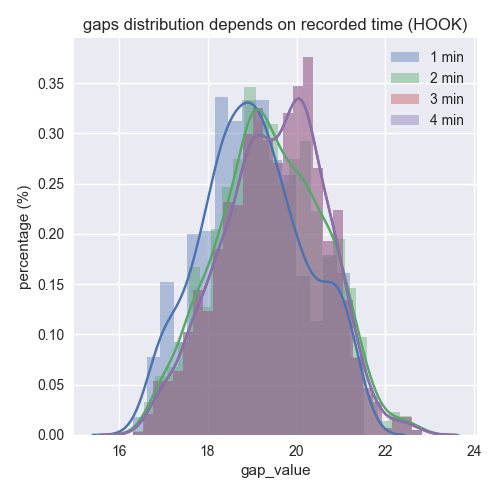 gaps distribution depends on recorded time (HOOK)
1 min
2 min
3 min
4 min
percentage (%)
0.35
0.30
0.25
0.20
0.15
0.10
0.05
0.00
16
18
20
22
24
gap_value